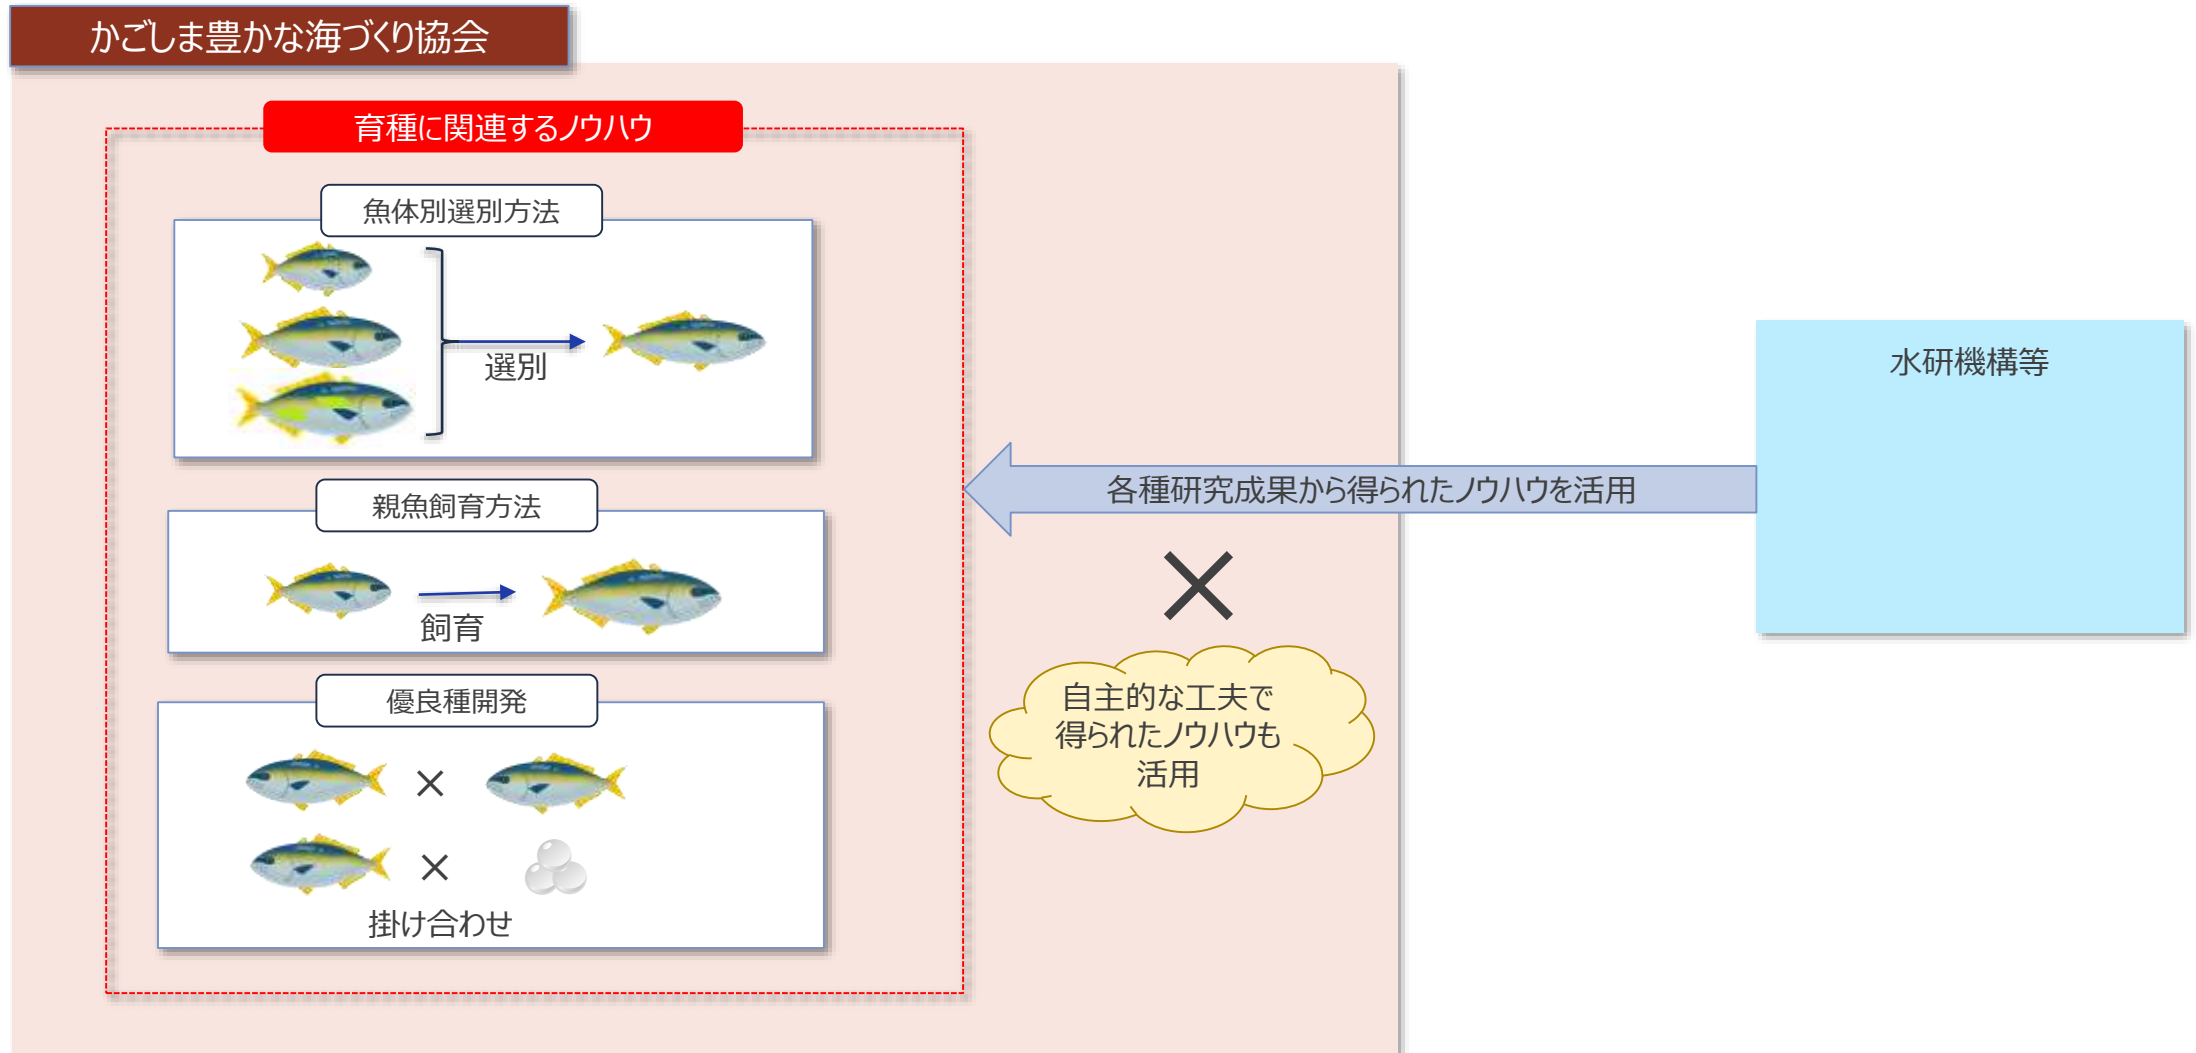 かごしま豊かな海づくり協会
育種に関連するノウハウ
魚体別選別方法
選別
親魚飼育方法
飼育
優良種開発
×
×
掛け合わせ
各種研究成果から得られたノウハウを活用
×
自主的な工夫で
得られたノウハウも
活用
水研機構等